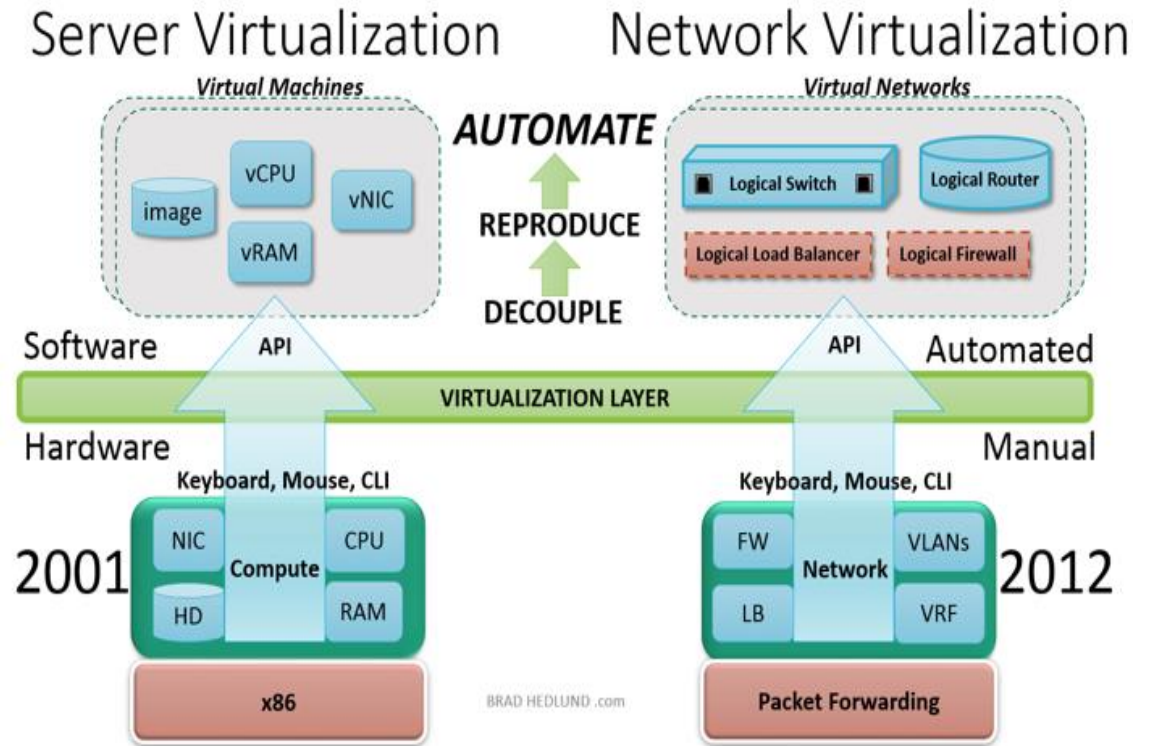 Server Virtualization
Network Virtualization
Virtual Machines
Virtual Networks
AUTOMATE
REPRODUCE
DECOUPLE
image
vCPU
vNIC
vRAM
Logical Switch
Logical Router
Logical Load Balancer
Logical Firewall
Software
API
API
Automated
VIRTUALIZATION LAYER
Hardware
Manual
Keyboard, Mouse, CLI
Keyboard, Mouse, CLI
2001
NIC
CPU
Compute
HD
RAM
FW
VLANs
Network
LB
VRF
2012
x86
BRAD HEDLUND .com
Packet Forwarding